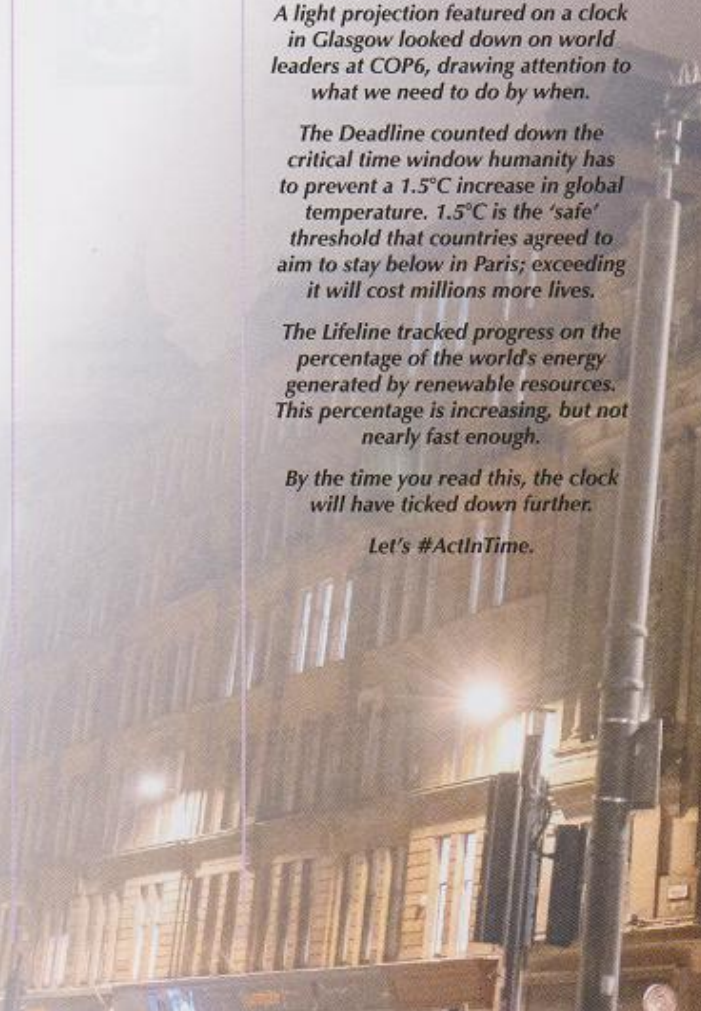 A light projection featured on a clock
in Glasgow looked down on world
leaders at COP6, drawing attention to
what we need to do by when.
The Deadline counted down the
critical time window humanity has
to prevent a 1.5°C increase in global
temperature. 1.5°C is the ‘safe’
threshold that countries agreed to
aim to stay below in Paris; exceeding
it will cost millions more lives.
The Lifeline tracked progress on the
percentage of the world's energy
generated by renewable resources.
This percentage is increasing, but not
nearly fast enough.
By the time you read this, the clock
will have ticked down further.
Let’s #ActInTime.